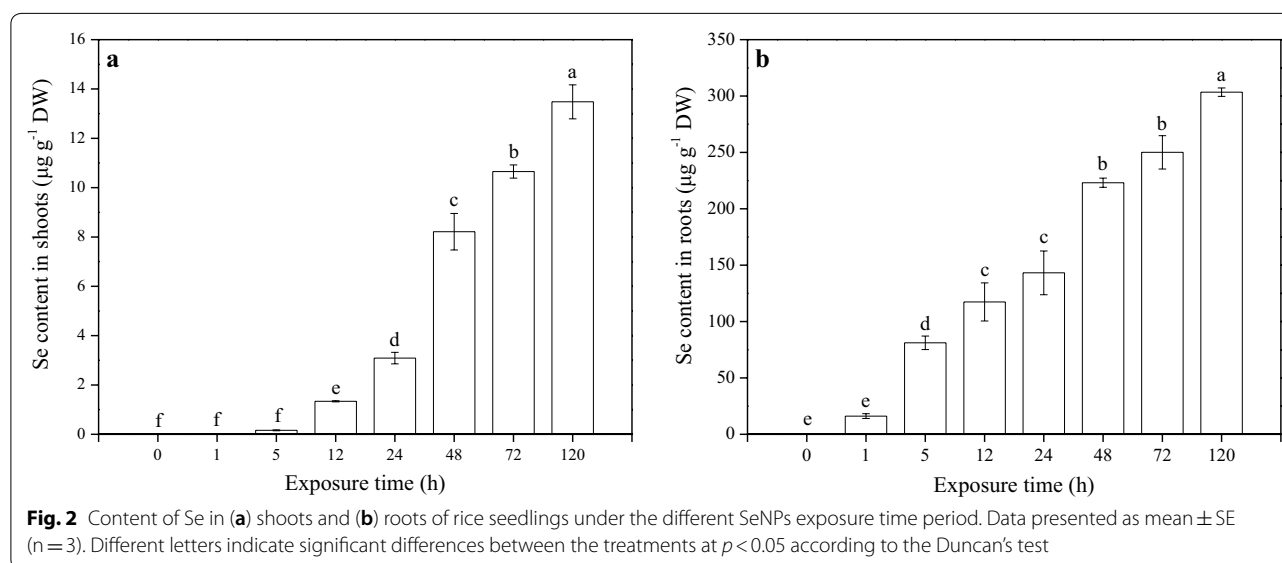 a
Se content in shoots (µg g-1 DW)
16
14
12
10
8
6
4
2
0
f
f
f
e
d
c
b
a
0 1 5 12 24 48 72 120
Exposure time (h)
b
Se content in roots (µg g-1 DW)
350
300
250
200
150
100
50
0
e
e
d
c
c
b
b
a
0 1 5 12 24 48 72 120
Exposure time (h)
Fig. 2 Content of Se in (a) shoots and (b) roots of rice seedlings under the different SeNPs exposure time period. Data presented as mean ± SE
(n = 3). Different letters indicate significant differences between the treatments at p < 0.05 according to the Duncan's test